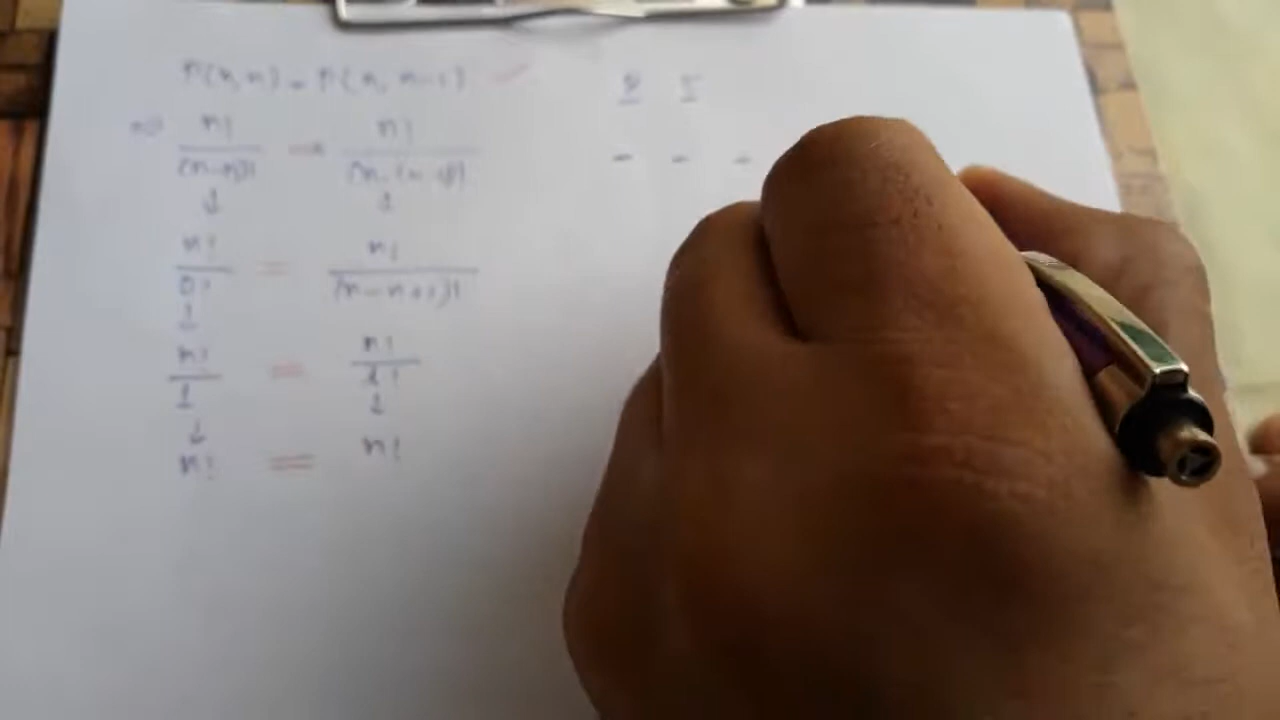 P(n, n) = P(n, n-1)
=> n!/(n-n)! = n!/(n-(n-1))!
n!/0! = n!/(n-n+1)!
n!/1 = n!/1!
n! = n!